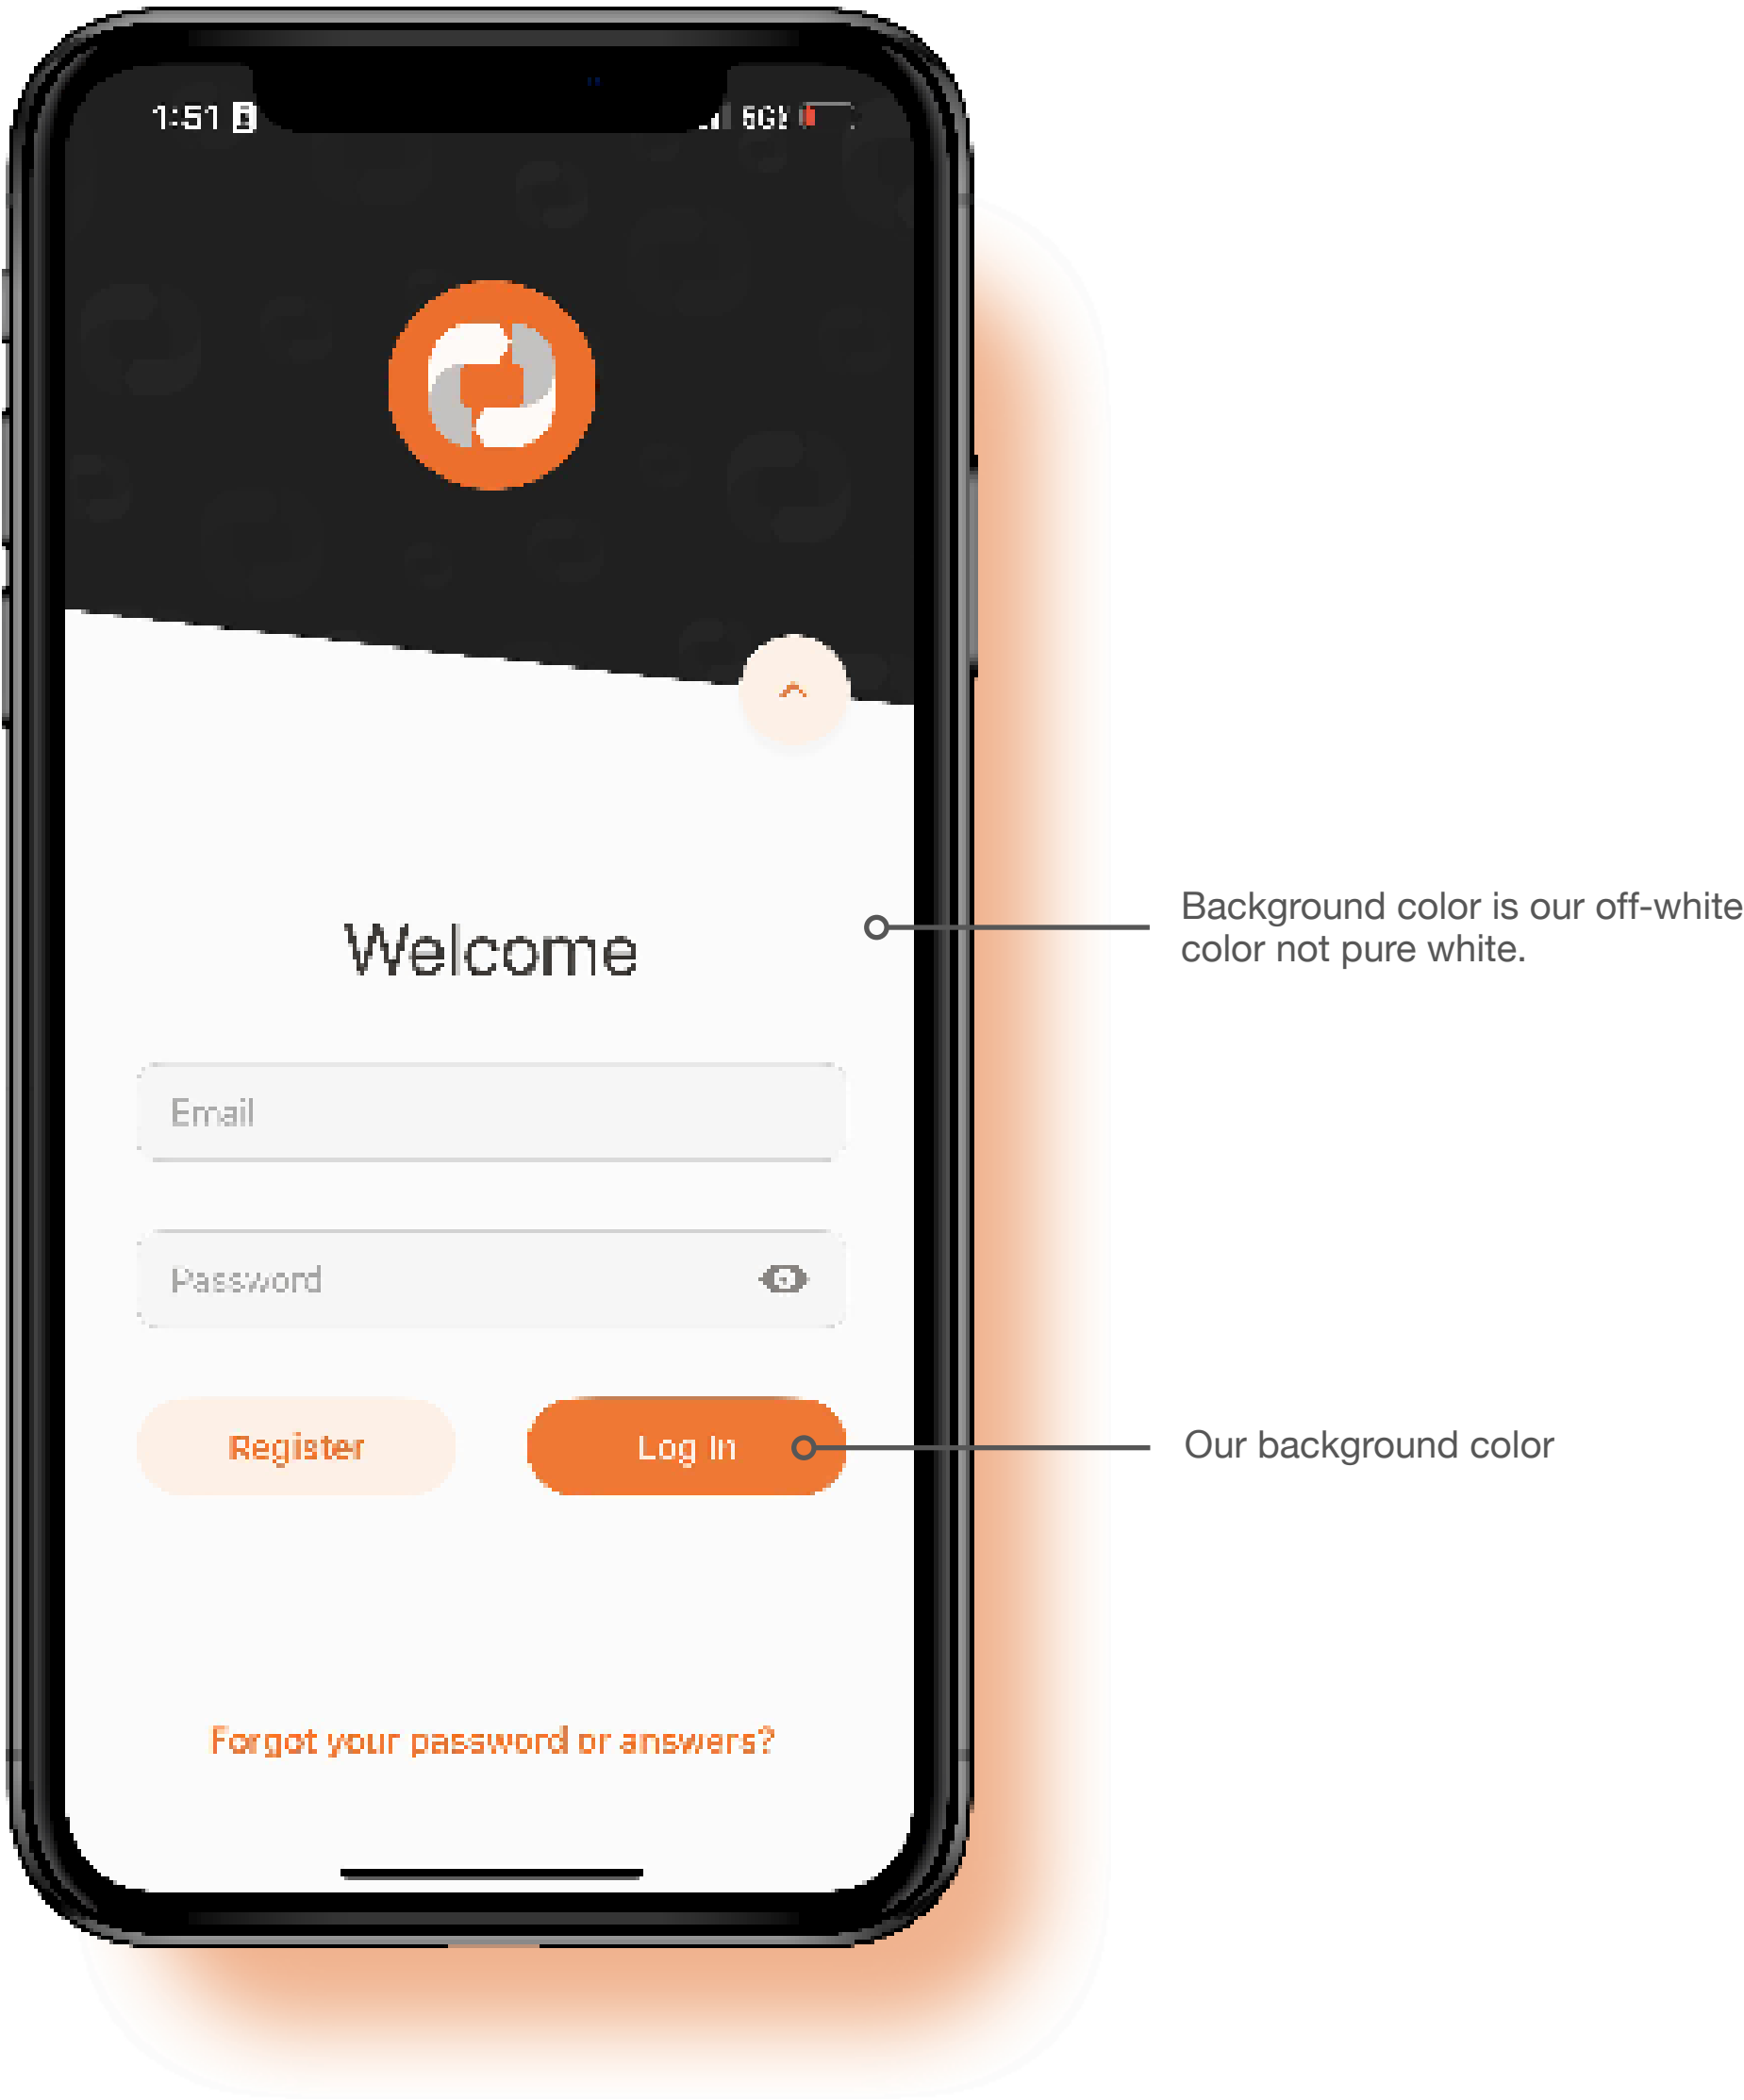 1:51
5G
Welcome
Background color is our off-white
color not pure white.
Email
Password
Register
Log In
Our background color
Forgot your password or answers?